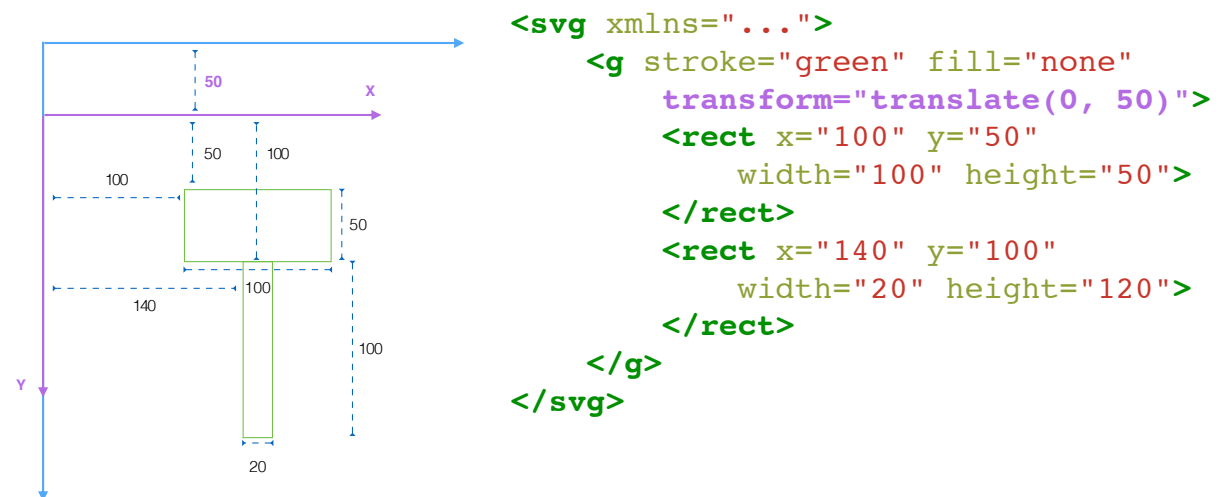 50
X
50
100
100
50
100
140
100
Y
20
<svg xmlns="...">
<g stroke="green" fill="none"
transform="translate(0, 50)">
<rect x="100" y="50"
width="100" height="50">
</rect>
<rect x="140" y="100"
width="20" height="120">
</rect>
</g>
</svg>